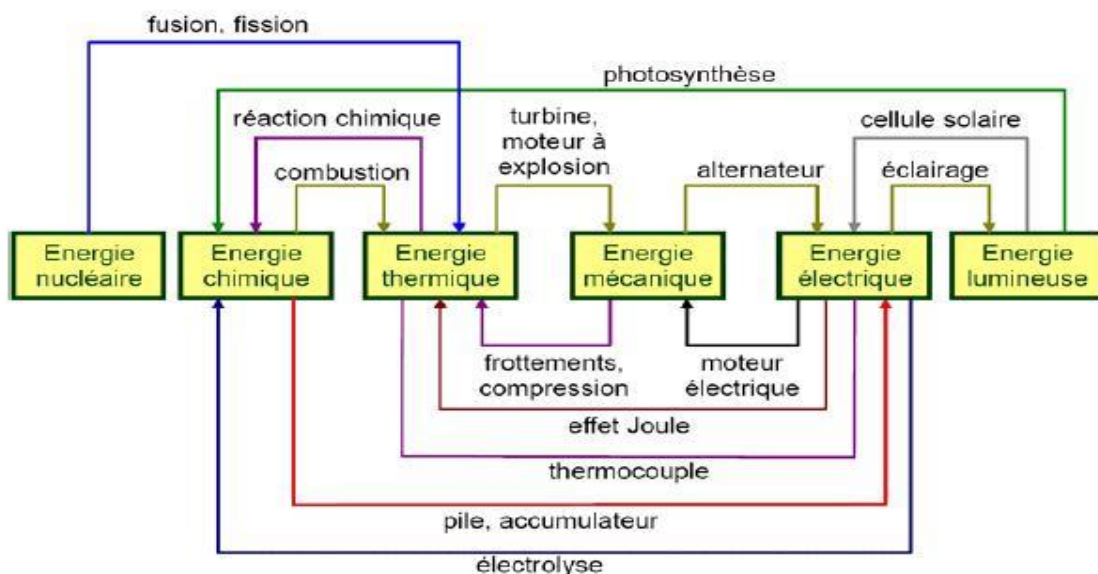 fusion, fission
photosynthèse
réaction chimique
turbine,
moteur à
explosion
cellule solaire
combustion
alternateur
éclairage
Energie
nucléaire
Energie
chimique
Energie
thermique
Energie
mécanique
Energie
électrique
Energie
lumineuse
frottements,
compression
moteur
électrique
effet Joule
thermocouple
pile, accumulateur
électrolyse